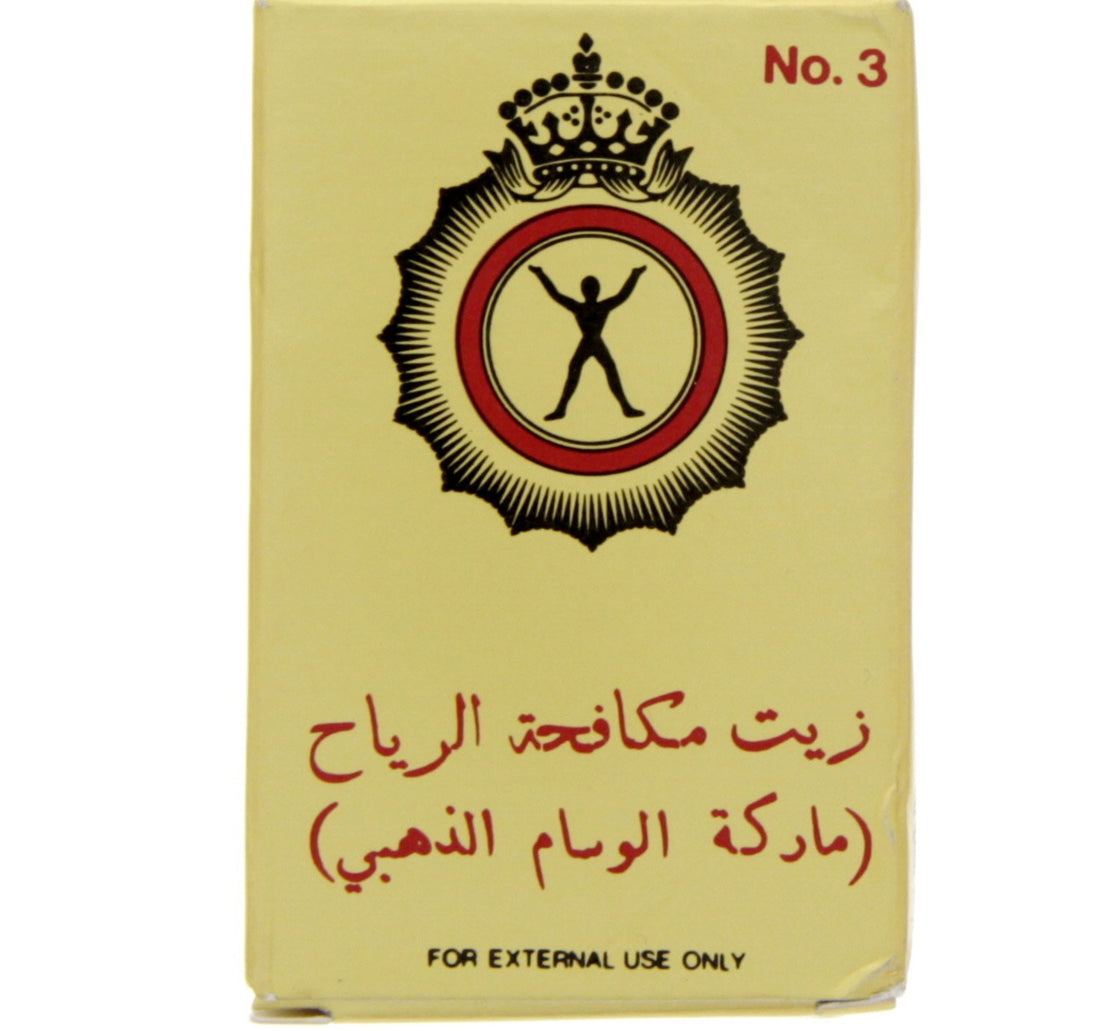 No. 3
زيت مكافحة الرياح
(ماركة الوسام الذهبي)
FOR EXTERNAL USE ONLY